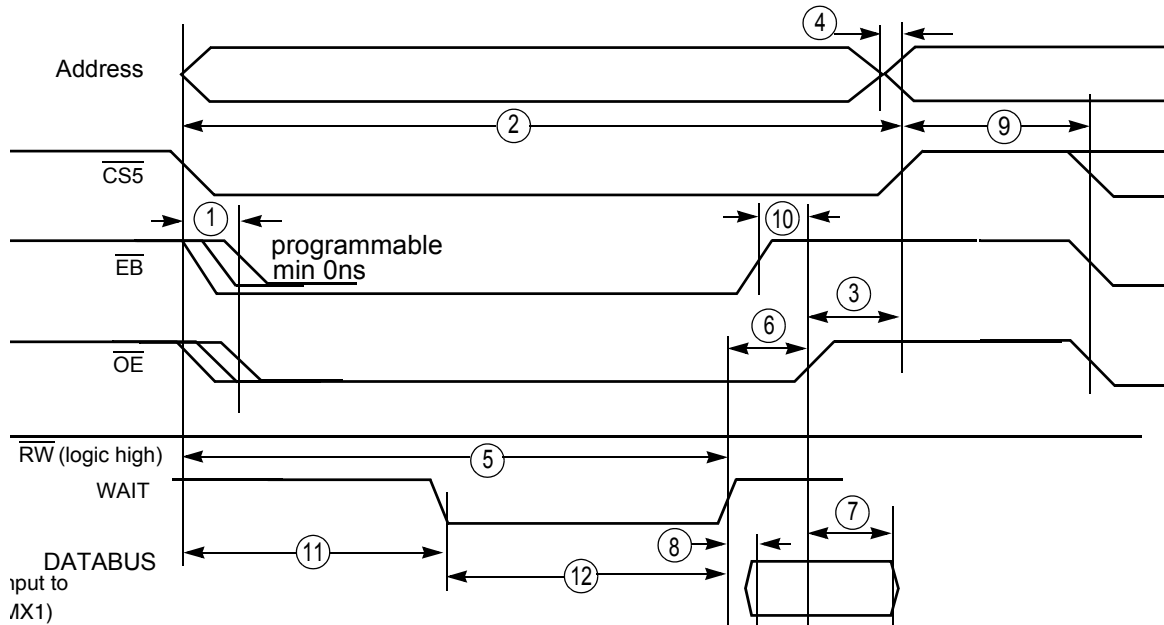 4
Address
2
9
CS5
1
10
programmable
min 0ns
EB
3
6
OE
RW (logic high)
5
WAIT
7
8
11
DATABUS
12
to
MX1)